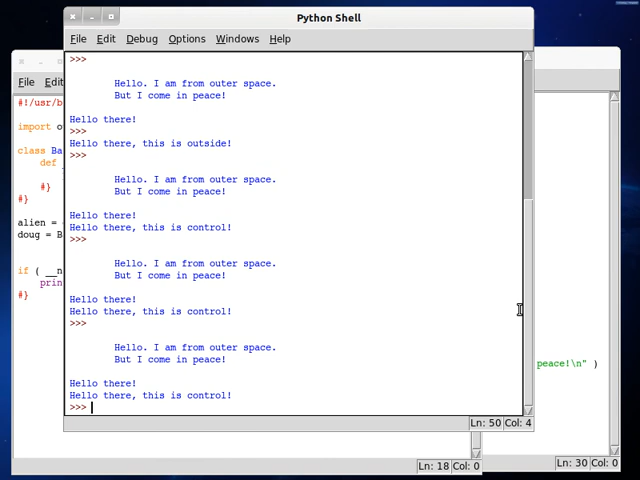 Python Shell
File Edit Debug Options Windows Help
>>>
Hello. I am from outer space.
But I come in peace!
Hello there!
>>>
Hello there, this is outside!
>>>
Hello. I am from outer space.
But I come in peace!
Hello there!
Hello there, this is control!
>>>
Hello. I am from outer space.
But I come in peace!
Hello there!
Hello there, this is control!
>>>
Hello. I am from outer space.
But I come in peace!
Hello there!
Hello there, this is control!
>>>
Ln: 50 Col: 4
File Edit
#!/usr/b
import o
class Ba
def
#}
#}
alien =
doug = B
if ( __n
prin
#}
Ln: 18 Col: 0
peace!\n" )
Ln: 30 Col: 0